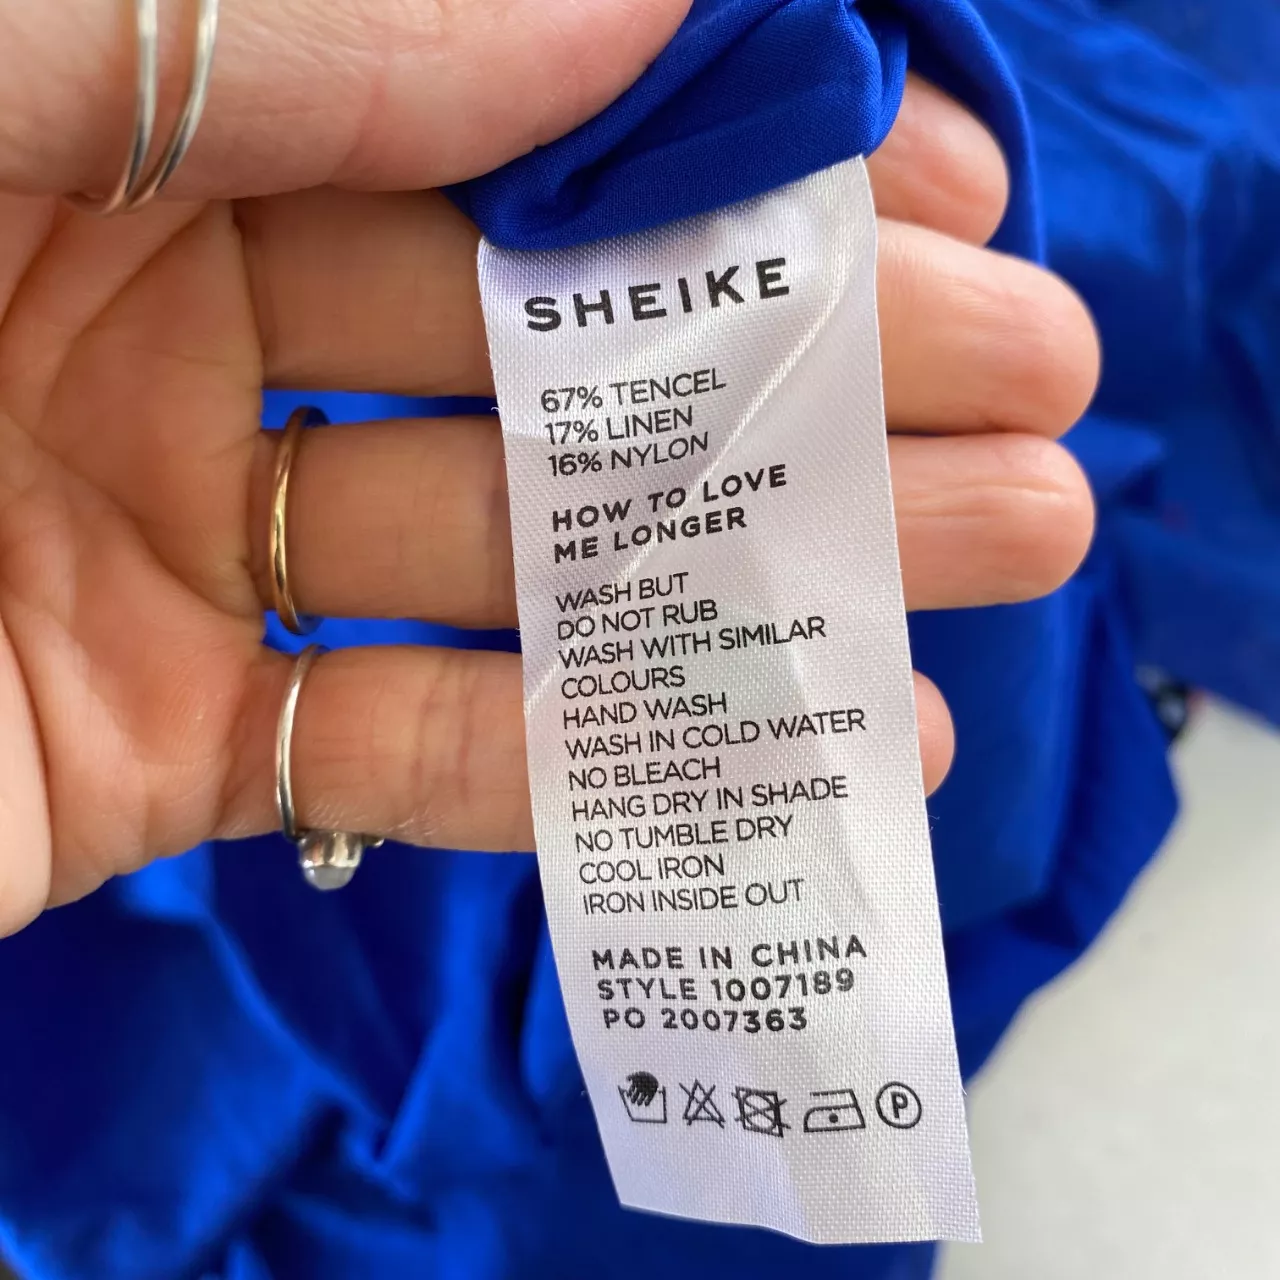 SHEIKE
67% TENCEL
17% LINEN
16% NYLON
HOW TO LOVE
ME LONGER
WASH BUT
DO NOT RUB
WASH WITH SIMILAR
COLOURS
HAND WASH
WASH IN COLD WATER
NO BLEACH
HANG DRY IN SHADE
NO TUMBLE DRY
COOL IRON
IRON INSIDE OUT
MADE IN CHINA
STYLE 1007189
PO 2007363
P